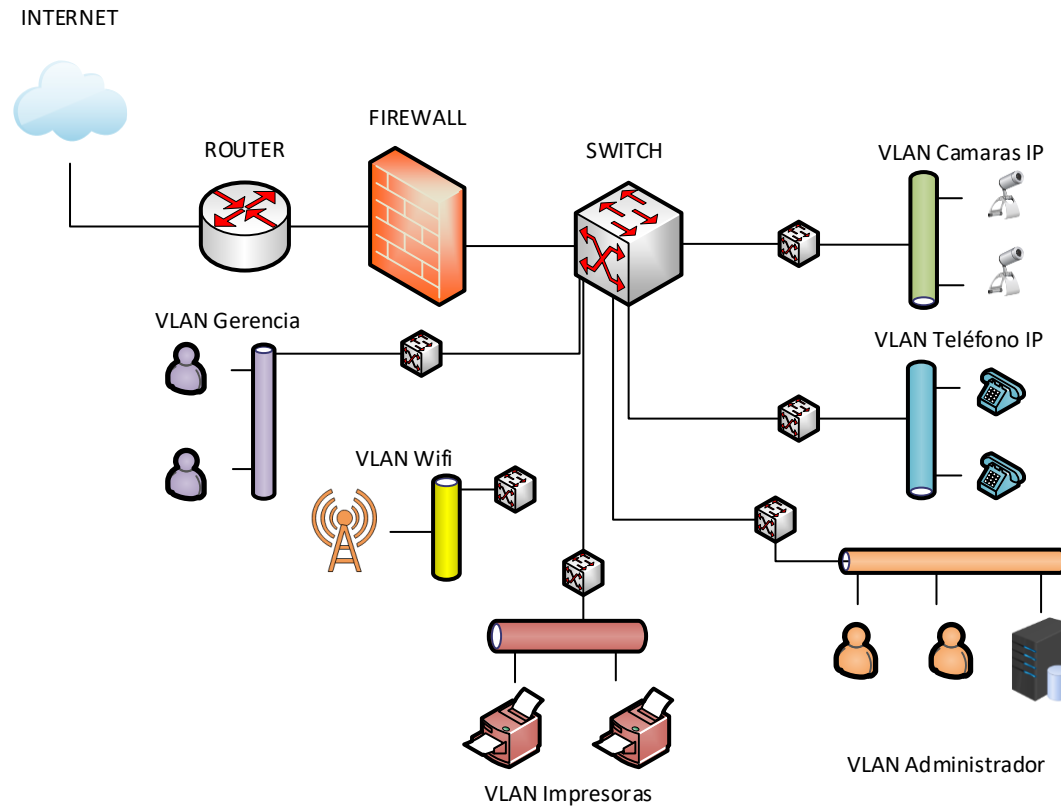 INTERNET
FIREWALL
ROUTER
SWITCH
VLAN Camaras IP
VLAN Gerencia
VLAN Teléfono IP
VLAN Wifi
VLAN Administrador
VLAN Impresoras